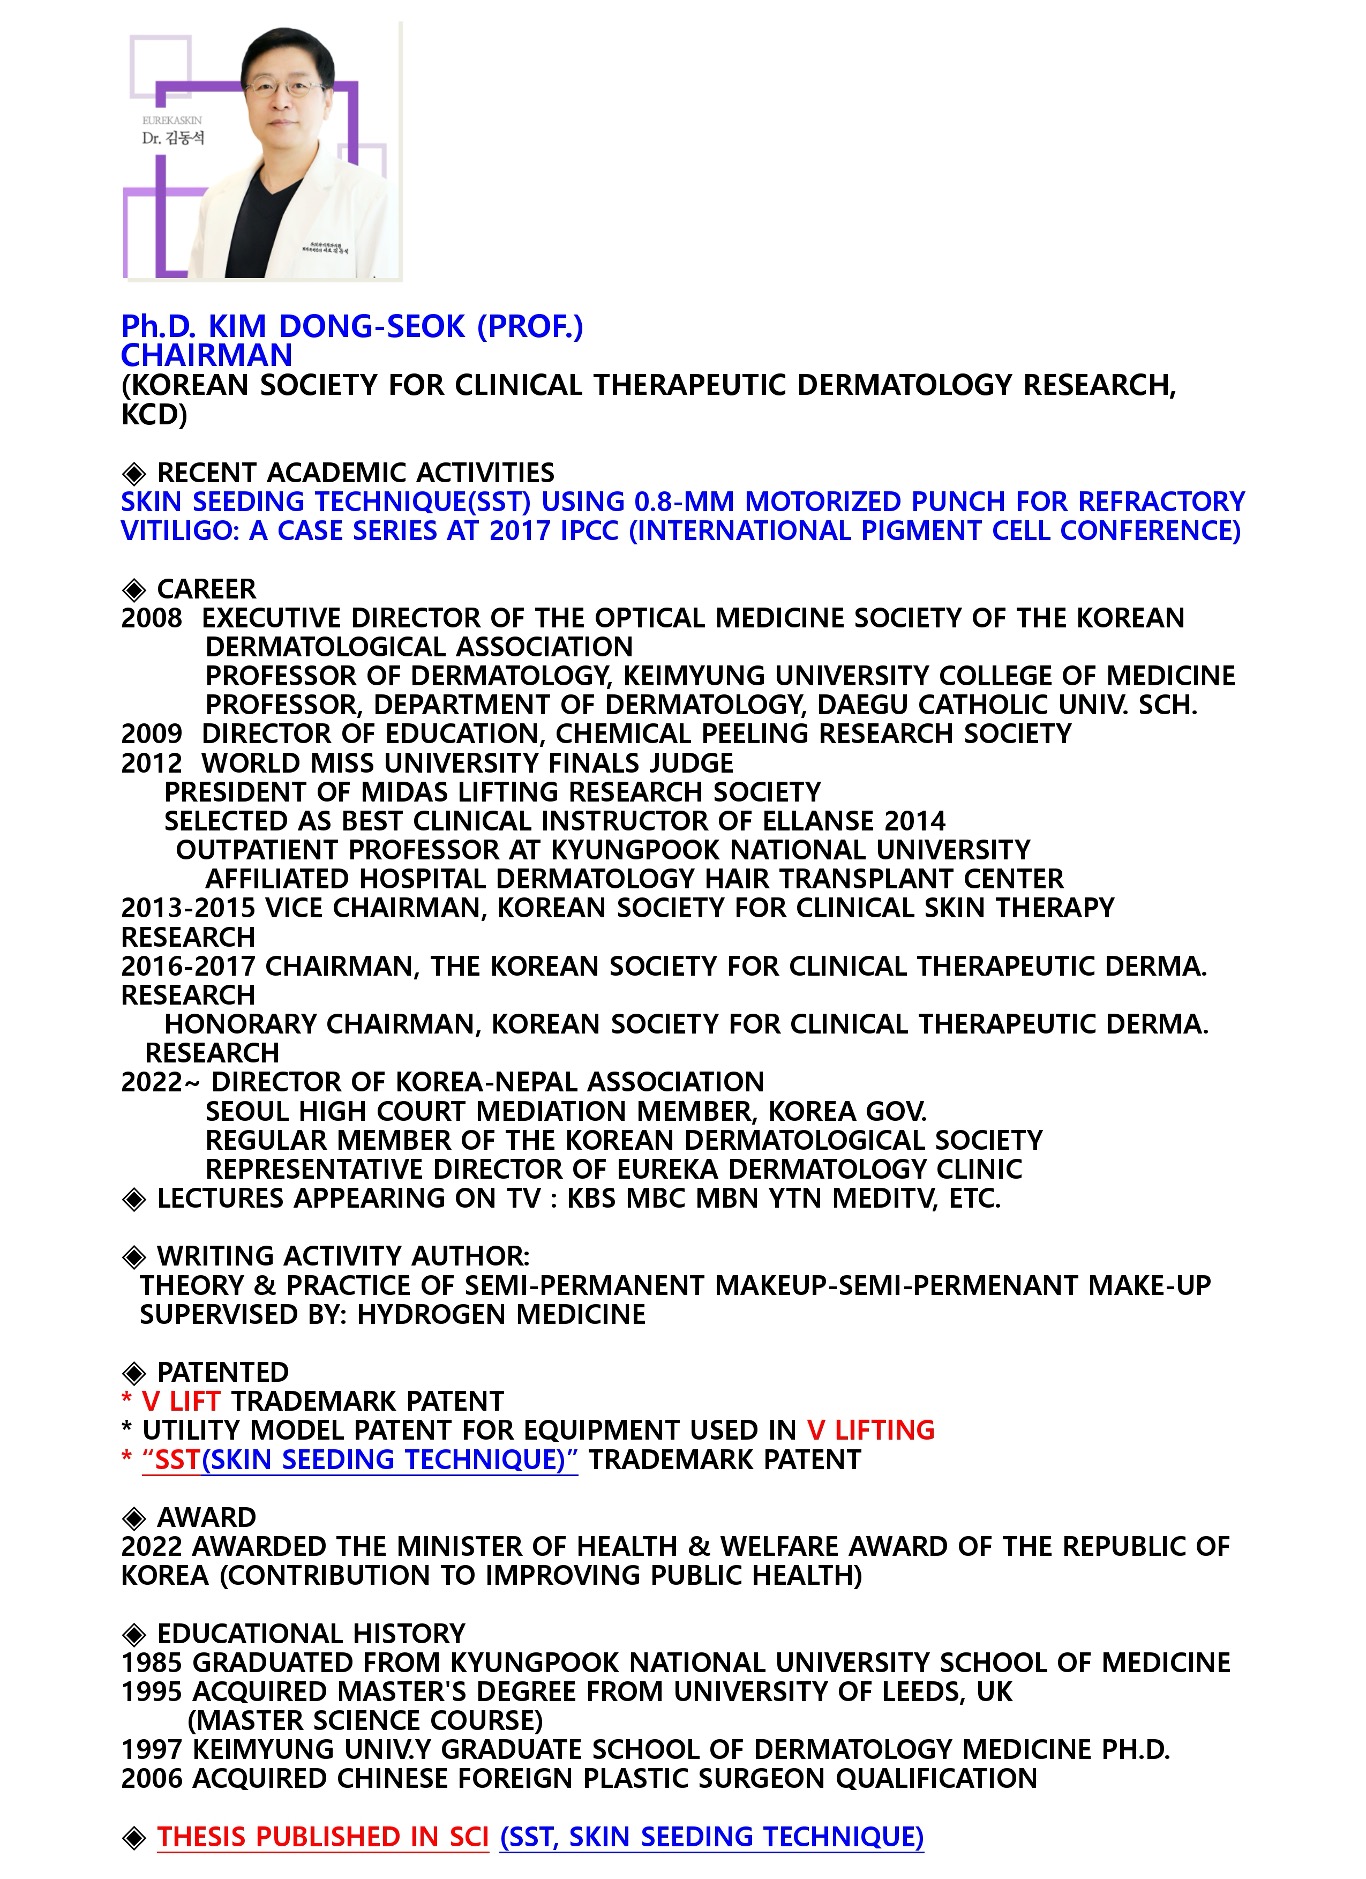 EUREKASKIN
Dr. 김동석
Ph.D. KIM DONG-SEOK (PROF.)
CHAIRMAN
(KOREAN SOCIETY FOR CLINICAL THERAPEUTIC DERMATOLOGY RESEARCH,
KCD)
◈ RECENT ACADEMIC ACTIVITIES
SKIN SEEDING TECHNIQUE(SST) USING 0.8-MM MOTORIZED PUNCH FOR REFRACTORY
VITILIGO: A CASE SERIES AT 2017 IPCC (INTERNATIONAL PIGMENT CELL CONFERENCE)
◈ CAREER
2008 EXECUTIVE DIRECTOR OF THE OPTICAL MEDICINE SOCIETY OF THE KOREAN
DERMATOLOGICAL ASSOCIATION
PROFESSOR OF DERMATOLOGY, KEIMYUNG UNIVERSITY COLLEGE OF MEDICINE
PROFESSOR, DEPARTMENT OF DERMATOLOGY, DAEGU CATHOLIC UNIV. SCH.
2009 DIRECTOR OF EDUCATION, CHEMICAL PEELING RESEARCH SOCIETY
2012 WORLD MISS UNIVERSITY FINALS JUDGE
PRESIDENT OF MIDAS LIFTING RESEARCH SOCIETY
SELECTED AS BEST CLINICAL INSTRUCTOR OF ELLANSE 2014
OUTPATIENT PROFESSOR AT KYUNGPOOK NATIONAL UNIVERSITY
AFFILIATED HOSPITAL DERMATOLOGY HAIR TRANSPLANT CENTER
2013-2015 VICE CHAIRMAN, KOREAN SOCIETY FOR CLINICAL SKIN THERAPY
RESEARCH
2016-2017 CHAIRMAN, THE KOREAN SOCIETY FOR CLINICAL THERAPEUTIC DERMA.
RESEARCH
HONORARY CHAIRMAN, KOREAN SOCIETY FOR CLINICAL THERAPEUTIC DERMA.
RESEARCH
2022~ DIRECTOR OF KOREA-NEPAL ASSOCIATION
SEOUL HIGH COURT MEDIATION MEMBER, KOREA GOV.
REGULAR MEMBER OF THE KOREAN DERMATOLOGICAL SOCIETY
REPRESENTATIVE DIRECTOR OF EUREKA DERMATOLOGY CLINIC
◈ LECTURES APPEARING ON TV : KBS MBC MBN YTN MEDITV, ETC.
◈ WRITING ACTIVITY AUTHOR:
THEORY & PRACTICE OF SEMI-PERMANENT MAKEUP-SEMI-PERMENANT MAKE-UP
SUPERVISED BY: HYDROGEN MEDICINE
◈ PATENTED
* V LIFT TRADEMARK PATENT
* UTILITY MODEL PATENT FOR EQUIPMENT USED IN V LIFTING
* “SST(SKIN SEEDING TECHNIQUE)” TRADEMARK PATENT
◈ AWARD
2022 AWARDED THE MINISTER OF HEALTH & WELFARE AWARD OF THE REPUBLIC OF
KOREA (CONTRIBUTION TO IMPROVING PUBLIC HEALTH)
◈ EDUCATIONAL HISTORY
1985 GRADUATED FROM KYUNGPOOK NATIONAL UNIVERSITY SCHOOL OF MEDICINE
1995 ACQUIRED MASTER'S DEGREE FROM UNIVERSITY OF LEEDS, UK
(MASTER SCIENCE COURSE)
1997 KEIMYUNG UNIV.Y GRADUATE SCHOOL OF DERMATOLOGY MEDICINE PH.D.
2006 ACQUIRED CHINESE FOREIGN PLASTIC SURGEON QUALIFICATION
◈ THESIS PUBLISHED IN SCI (SST, SKIN SEEDING TECHNIQUE)